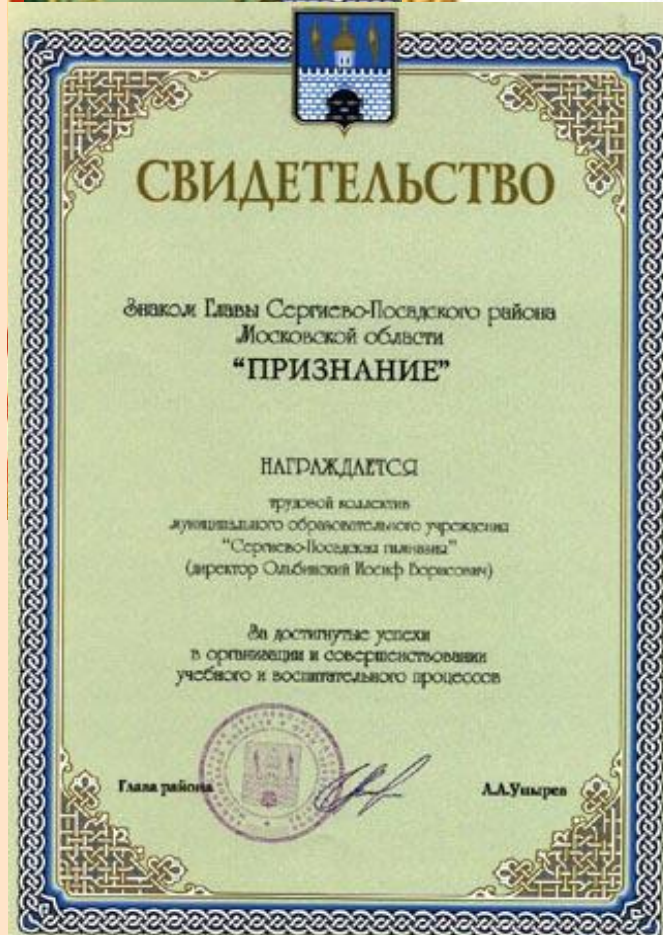 СВИДЕТЕЛЬСТВО
Знаком Главы Сергиево-Посадского района
Московской области
“ПРИЗНАНИЕ”
НАГРАЖДАЕТСЯ
трудовой коллектив
муниципального образовательного учреждения
“Сергиево-Посадская гимназия”
(директор Ольбинский Иосиф Борисович)
За достигнутые успехи
в организации и совершенствовании
учебного и воспитательного процессов
Глава района
А.А.Упырев